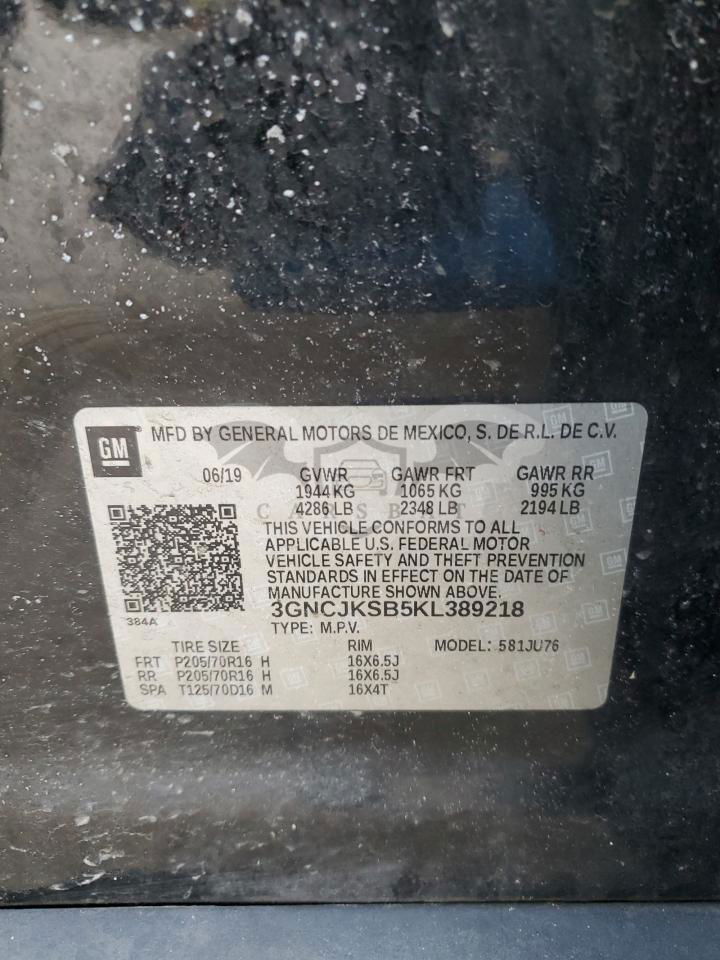 GM MFD BY GENERAL MOTORS DE MEXICO, S. DE R.L. DE C.V.
06/19 GVWR GAWR FRT GAWR RR
1944 KG 1065 KG 995 KG
4286 LB 2348 LB 2194 LB
CARSBAT
THIS VEHICLE CONFORMS TO ALL
APPLICABLE U.S. FEDERAL MOTOR
VEHICLE SAFETY AND THEFT PREVENTION
STANDARDS IN EFFECT ON THE DATE OF
MANUFACTURE SHOWN ABOVE.
3GNCJKSB5KL389218
384A
TYPE: M.P.V.
TIRE SIZE RIM MODEL: 581JU76
FRT P205/70R16 H 16X6.5J
RR P205/70R16 H 16X6.5J
SPA T125/70D16 M 16X4T